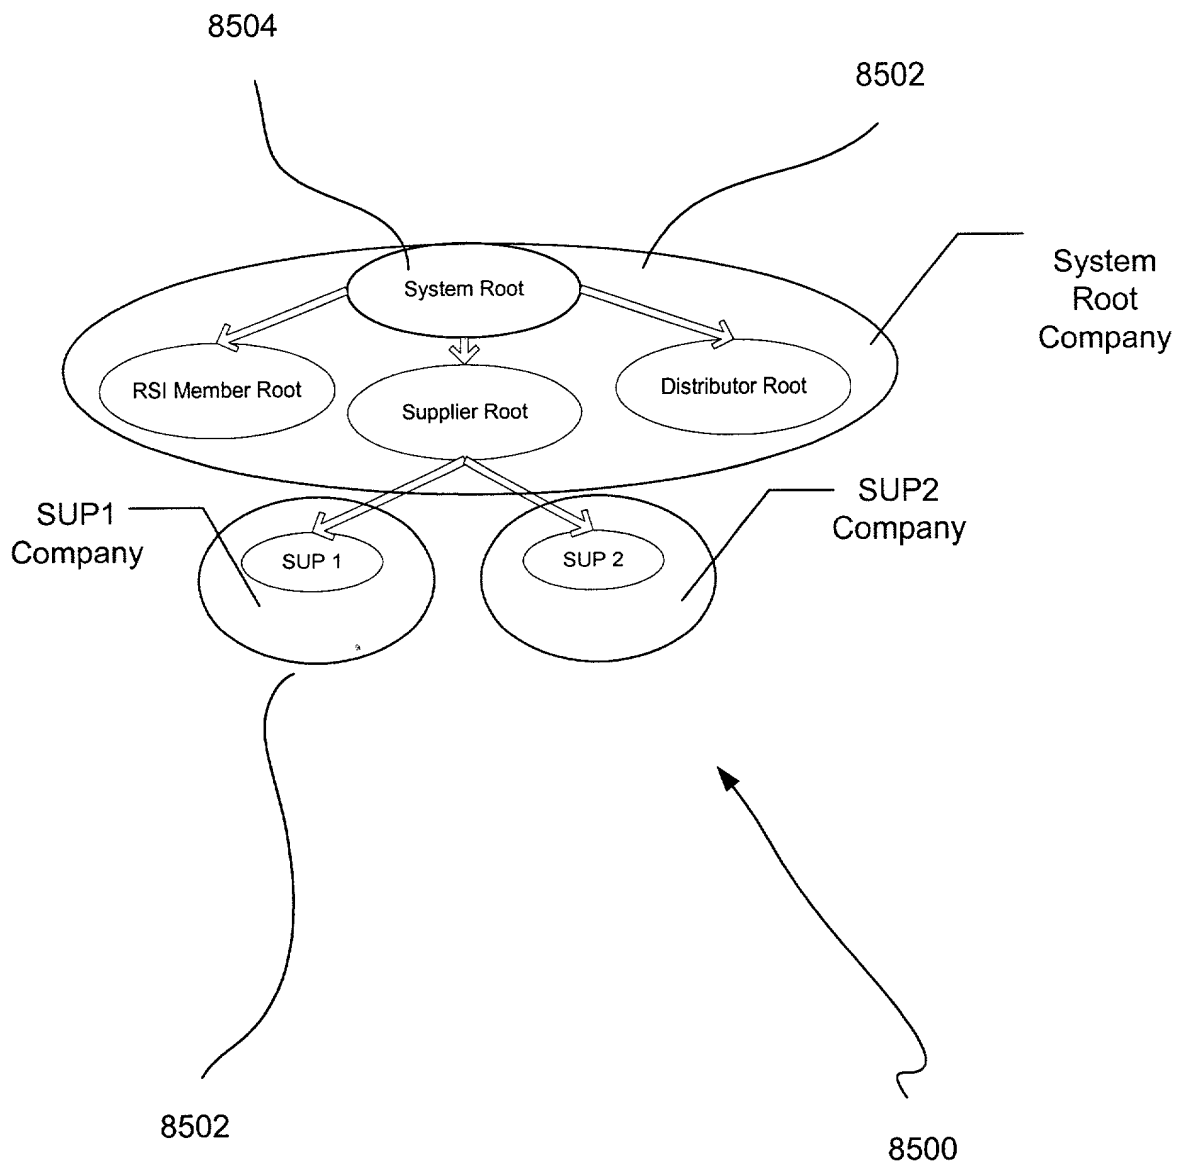 8504
8502
System Root
System
Root
Company
RSI Member Root
Supplier Root
Distributor Root
SUP1
Company
SUP 1
SUP 2
SUP2
Company
8502
8500